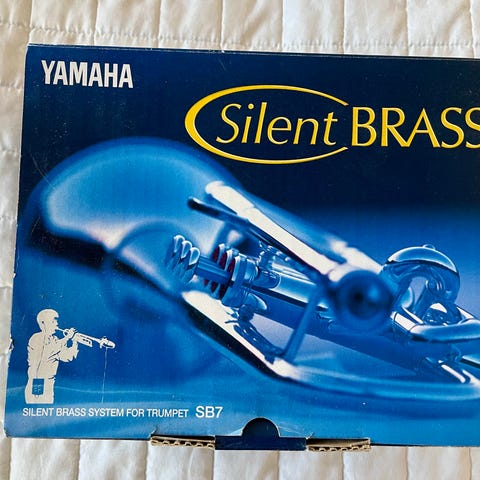 YAMAHA
Silent BRASS
SILENT BRASS SYSTEM FOR TRUMPET SB7